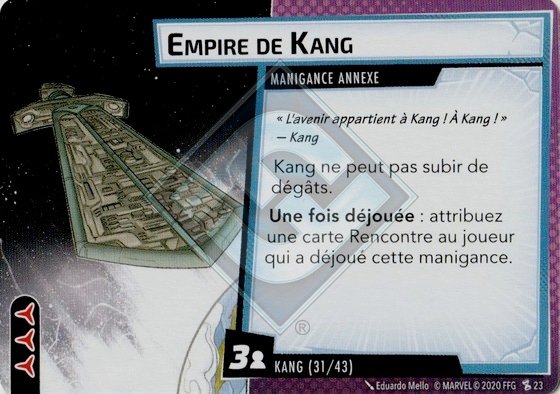 EMPIRE DE KANG
MANIGANCE ANNEXE
« L'avenir appartient à Kang ! À Kang ! »
– Kang
Kang ne peut pas subir de
dégâts.
Une fois déjouée : attribuez
une carte Rencontre au joueur
qui a déjoué cette manigance.
®
3
KANG (31/43)
Eduardo Mello © MARVEL © 2020 FFG 23